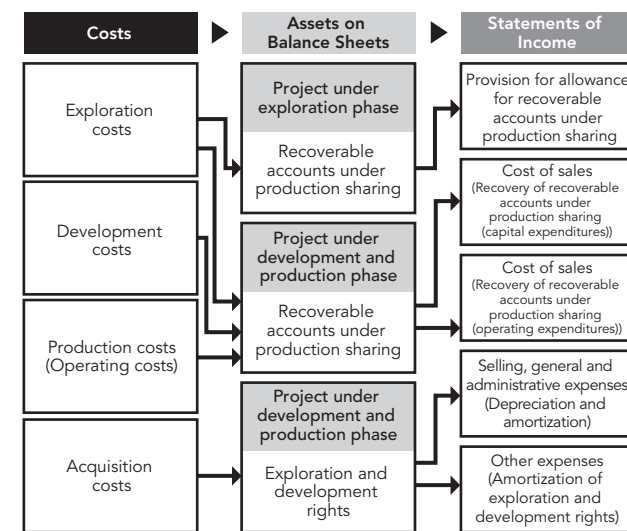 Costs
Assets on
Balance Sheets
Statements of
Income
Exploration
costs
Development
costs
Production costs
(Operating costs)
Acquisition
costs
Project under
exploration phase
Recoverable
accounts under
production sharing
Project under
development and
production phase
Recoverable
accounts under
production sharing
Project under
development and
production phase
Exploration and
development
rights
Provision for allowance
for recoverable
accounts under
production sharing
Cost of sales
(Recovery of recoverable
accounts under
production sharing
(capital expenditures))
Cost of sales
(Recovery of recoverable
accounts under
production sharing
(operating expenditures))
Selling, general and
administrative expenses
(Depreciation and
amortization)
Other expenses
(Amortization of
exploration and
development rights)